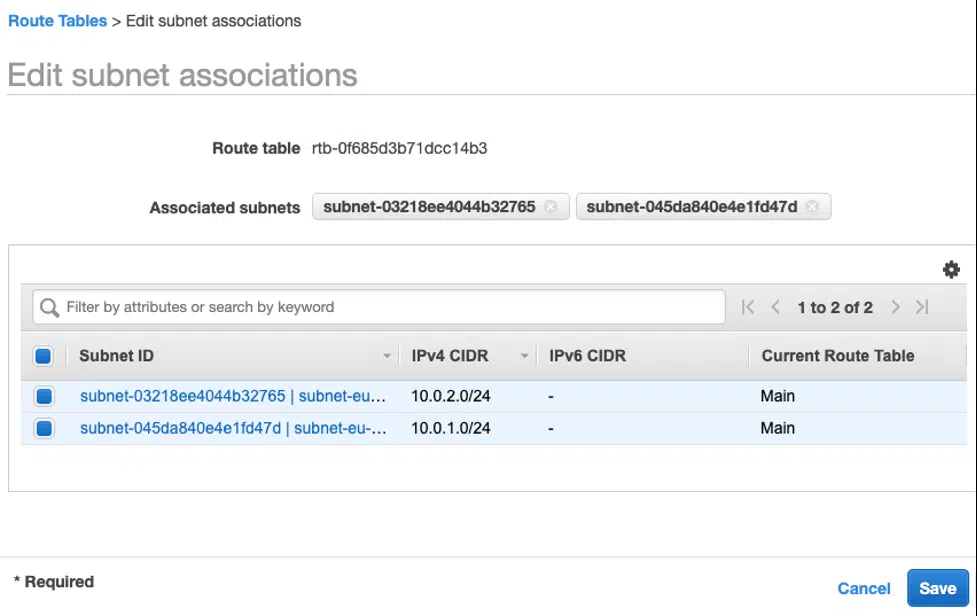 Route Tables > Edit subnet associations
Edit subnet associations
Route table rtb-0f685d3b71dcc14b3
Associated subnets subnet-03218ee4044b32765 subnet-045da840e4e1fd47d
Filter by attributes or search by keyword 1 to 2 of 2
Subnet ID IPv4 CIDR IPv6 CIDR Current Route Table
subnet-03218ee4044b32765 | subnet-eu... 10.0.2.0/24 - Main
subnet-045da840e4e1fd47d | subnet-eu-... 10.0.1.0/24 - Main
* Required Cancel Save